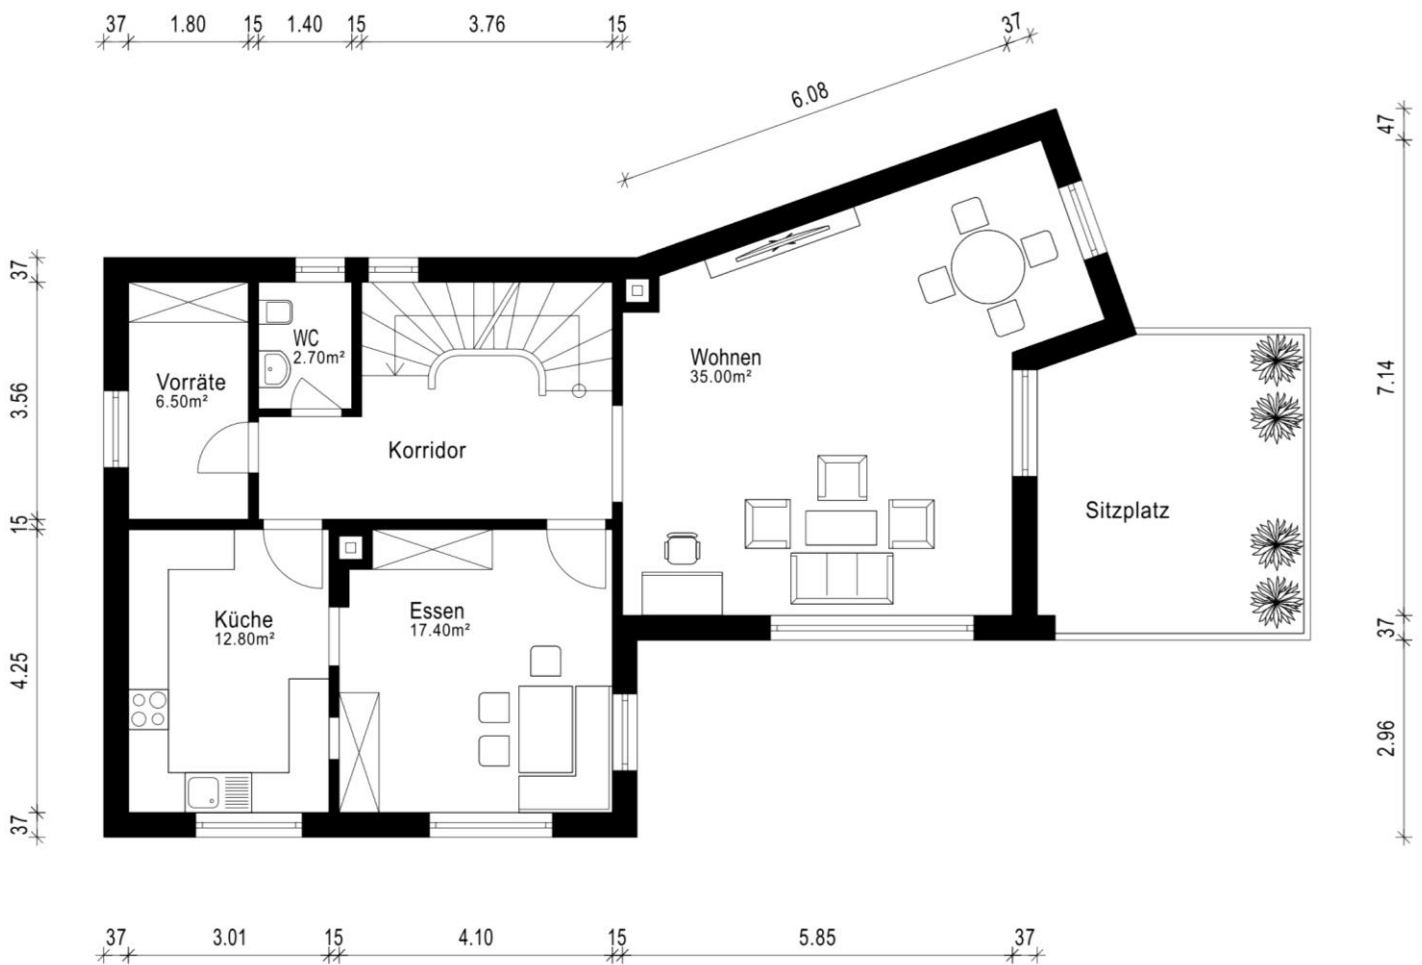 37 1.80 15 1.40 15 3.76 15
37
6.08
47
7.14
37
2.96
37
3.56
15
4.25
37
WC
2.70m²
Vorräte
6.50m²
Wohnen
35.00m²
Korridor
Sitzplatz
Küche
12.80m²
Essen
17.40m²
37 3.01 15 4.10 15 5.85 37